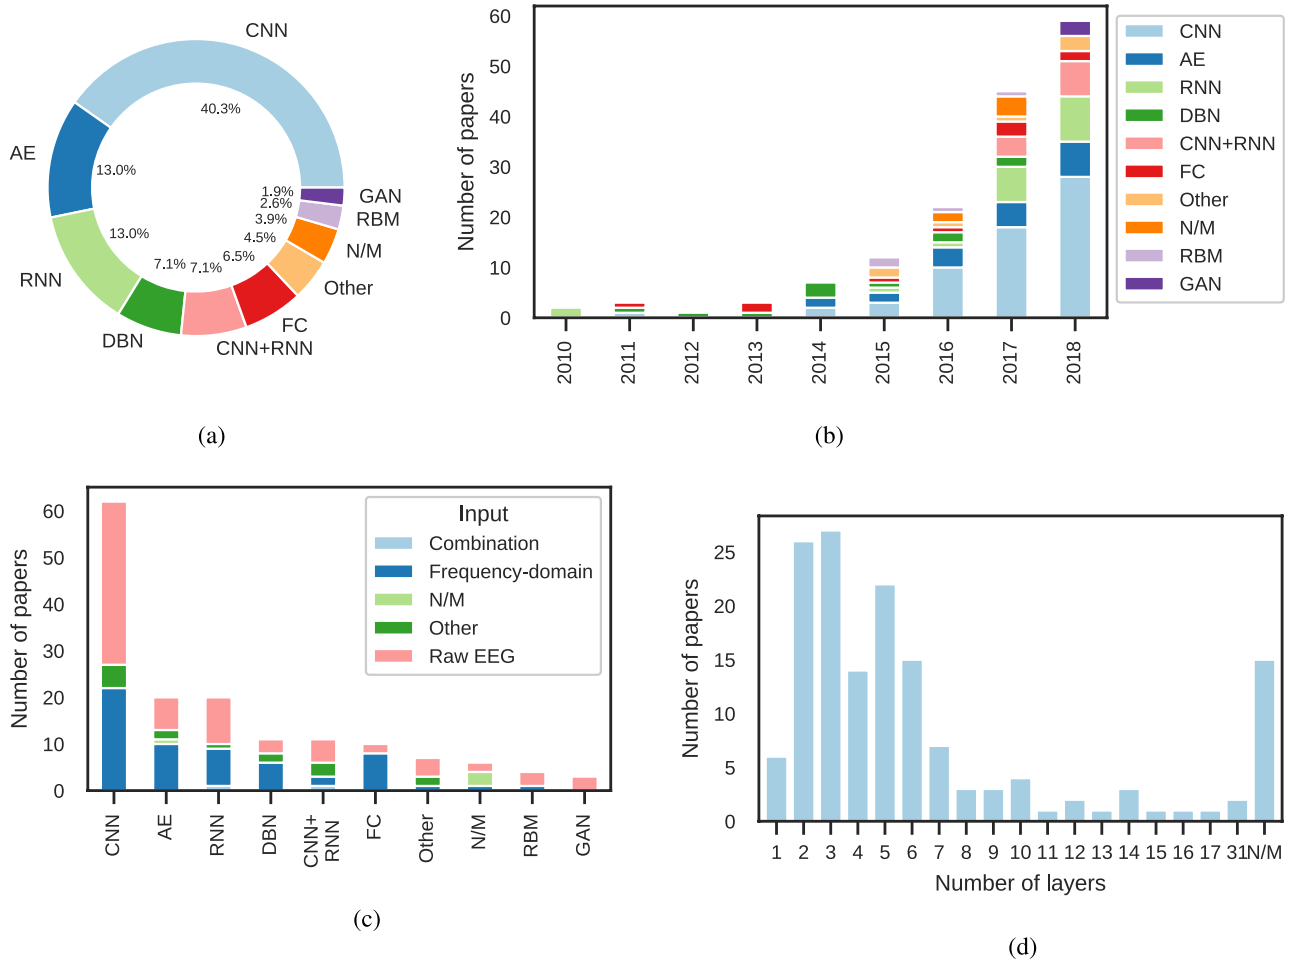 CNN
40.3%
AE
13.0%
RNN
13.0%
DBN
7.1%
CNN+RNN
7.1%
FC
6.5%
Other
4.5%
N/M
3.9%
RBM
2.6%
GAN
1.9%
(a)
Number of papers
60
50
40
30
20
10
0
2010
2011
2012
2013
2014
2015
2016
2017
2018
CNN
AE
RNN
DBN
CNN+RNN
FC
Other
N/M
RBM
GAN
(b)
Number of papers
60
50
40
30
20
10
0
CNN
AE
RNN
DBN
CNN+
RNN
FC
Other
N/M
RBM
GAN
Input
Combination
Frequency-domain
N/M
Other
Raw EEG
(c)
Number of papers
25
20
15
10
5
0
1 2 3 4 5 6 7 8 9 10 11 12 13 14 15 16 17 31 N/M
Number of layers
(d)